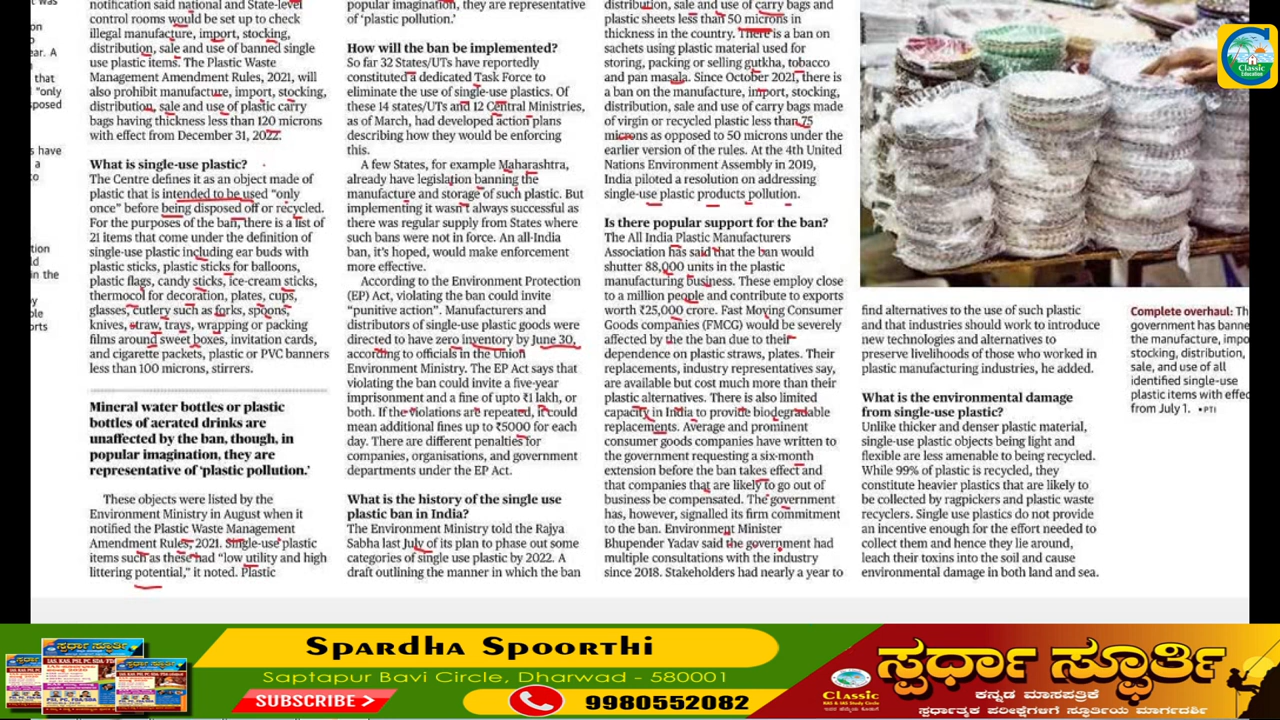 was
on
ear. A
that
"only
sposed
s have
a
co
tion
ld
in the
y
ole
orts
notification said national and State-level
control rooms would be set up to check
illegal manufacture, import, stocking,
distribution, sale and use of banned single
use plastic items. The Plastic Waste
Management Amendment Rules, 2021, will
also prohibit manufacture, import, stocking,
distribution, sale and use of plastic carry
bags having thickness less than 120 microns
with effect from December 31, 2022.
What is single-use plastic?
The Centre defines it as an object made of
plastic that is intended to be used "only
once" before being disposed off or recycled.
For the purposes of the ban, there is a list of
21 items that come under the definition of
single-use plastic including ear buds with
plastic sticks, plastic sticks for balloons,
plastic flags, candy sticks, ice-cream sticks,
thermocol for decoration, plates, cups,
glasses, cutlery such as forks, spoons,
knives, straw, trays, wrapping or packing
films around sweet boxes, invitation cards,
and cigarette packets, plastic or PVC banners
less than 100 microns, stirrers.
Mineral water bottles or plastic
bottles of aerated drinks are
unaffected by the ban, though, in
popular imagination, they are
representative of 'plastic pollution.'
These objects were listed by the
Environment Ministry in August when it
notified the Plastic Waste Management
Amendment Rules, 2021. Single-use plastic
items such as these had "low utility and high
littering potential," it noted. Plastic
popular imagination, they are representative
of 'plastic pollution.'
How will the ban be implemented?
So far 32 States/UTs have reportedly
constituted a dedicated Task Force to
eliminate the use of single-use plastics. Of
these 14 states/UTs and 12 Central Ministries,
as of March, had developed action plans
describing how they would be enforcing
this.
A few States, for example Maharashtra,
already have legislation banning the
manufacture and storage of such plastic. But
implementing it wasn't always successful as
there was regular supply from States where
such bans were not in force. An all-India
ban, it's hoped, would make enforcement
more effective.
According to the Environment Protection
(EP) Act, violating the ban could invite
"punitive action". Manufacturers and
distributors of single-use plastic goods were
directed to have zero inventory by June 30,
according to officials in the Union
Environment Ministry. The EP Act says that
violating the ban could invite a five-year
imprisonment and a fine of upto ₹1 lakh, or
both. If the violations are repeated, it could
mean additional fines up to ₹5000 for each
day. There are different penalties for
companies, organisations, and government
departments under the EP Act.
What is the history of the single use
plastic ban in India?
The Environment Ministry told the Rajya
Sabha last July of its plan to phase out some
categories of single use plastic by 2022. A
draft outlining the manner in which the ban
distribution, sale and use of carry bags and
plastic sheets less than 50 microns in
thickness in the country. There is a ban on
sachets using plastic material used for
storing, packing or selling gutkha, tobacco
and pan masala. Since October 2021, there is
a ban on the manufacture, import, stocking,
distribution, sale and use of carry bags made
of virgin or recycled plastic less than 75
microns as opposed to 50 microns under the
earlier version of the rules. At the 4th United
Nations Environment Assembly in 2019,
India piloted a resolution on addressing
single-use plastic products pollution.
Is there popular support for the ban?
The All India Plastic Manufacturers
Association has said that the ban would
shutter 88,000 units in the plastic
manufacturing business. These employ close
to a million people and contribute to exports
worth ₹25,000 crore. Fast Moving Consumer
Goods companies (FMCG) would be severely
affected by the the ban due to their
dependence on plastic straws, plates. Their
replacements, industry representatives say,
are available but cost much more than their
plastic alternatives. There is also limited
capacity in India to provide biodegradable
replacements. Average and prominent
consumer goods companies have written to
the government requesting a six-month
extension before the ban takes effect and
that companies that are likely to go out of
business be compensated. The government
has, however, signalled its firm commitment
to the ban. Environment Minister
Bhupender Yadav said the government had
multiple consultations with the industry
since 2018. Stakeholders had nearly a year to
find alternatives to the use of such plastic
and that industries should work to introduce
new technologies and alternatives to
preserve livelihoods of those who worked in
plastic manufacturing industries, he added.
What is the environmental damage
from single-use plastic?
Unlike thicker and denser plastic material,
single-use plastic objects being light and
flexible are less amenable to being recycled.
While 99% of plastic is recycled, they
constitute heavier plastics that are likely to
be collected by ragpickers and plastic waste
recyclers. Single use plastics do not provide
an incentive enough for the effort needed to
collect them and hence they lie around,
leach their toxins into the soil and cause
environmental damage in both land and sea.
Complete overhaul: Th
government has banne
the manufacture, impo
stocking, distribution,
sale, and use of all
identified single-use
plastic items with effec
from July 1. • PTI
Classic
Education
Spardha Spoorthi
Saptapur Bavi Circle, Dharwad - 580001
SUBSCRIBE
9980552082
Classic
KAS & IAS Study Circle
ಸ್ಪರ್ಧಾ ಸ್ಫೂರ್ತಿ
ಕನ್ನಡ ಮಾಸಪತ್ರಿಕೆ
ಸ್ಪರ್ಧಾತ್ಮಕ ಪರೀಕ್ಷೆಗಳಿಗೆ ಸ್ಫೂರ್ತಿಯ ಮಾರ್ಗದರ್ಶಿ